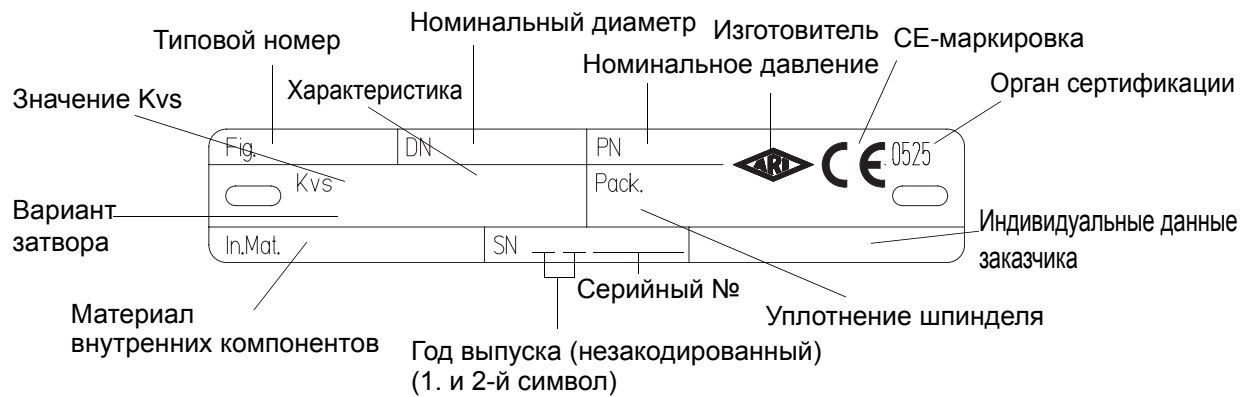 Номинальный диаметр
Изготовитель
CE-маркировка
Типовой номер
Номинальное давление
Орган сертификации
Значение Kvs
Характеристика
Fig.
DN
PN
ARI
CE
0525
Kvs
Pack.
Вариант
затвора
Индивидуальные данные
заказчика
In.Mat.
SN
Серийный №
Материал
внутренних компонентов
Уплотнение шпинделя
Год выпуска (незакодированный)
(1. и 2-й символ)